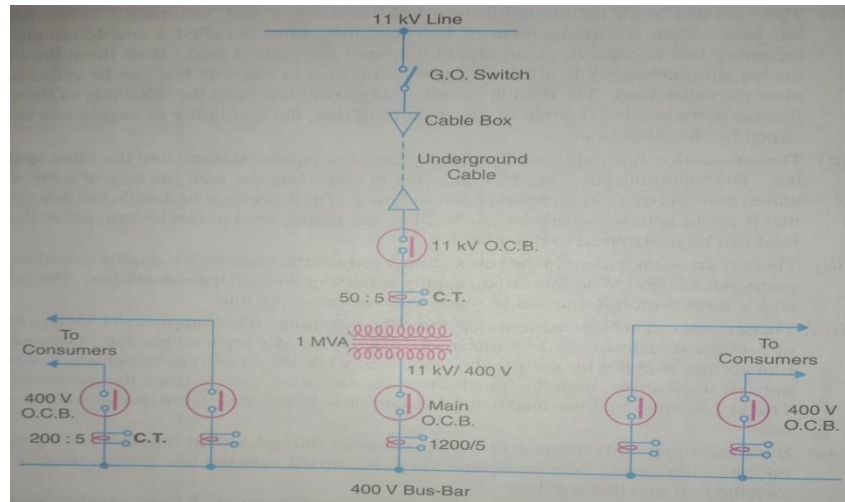 11 kV Line
G.O. Switch
Cable Box
Underground
Cable
11 kV O.C.B.
50 : 5
C.T.
1 MVA
11 kV/ 400 V
To
Consumers
To
Consumers
400 V
O.C.B.
Main
O.C.B.
400 V
O.C.B.
200 : 5
C.T.
1200/5
400 V Bus-Bar